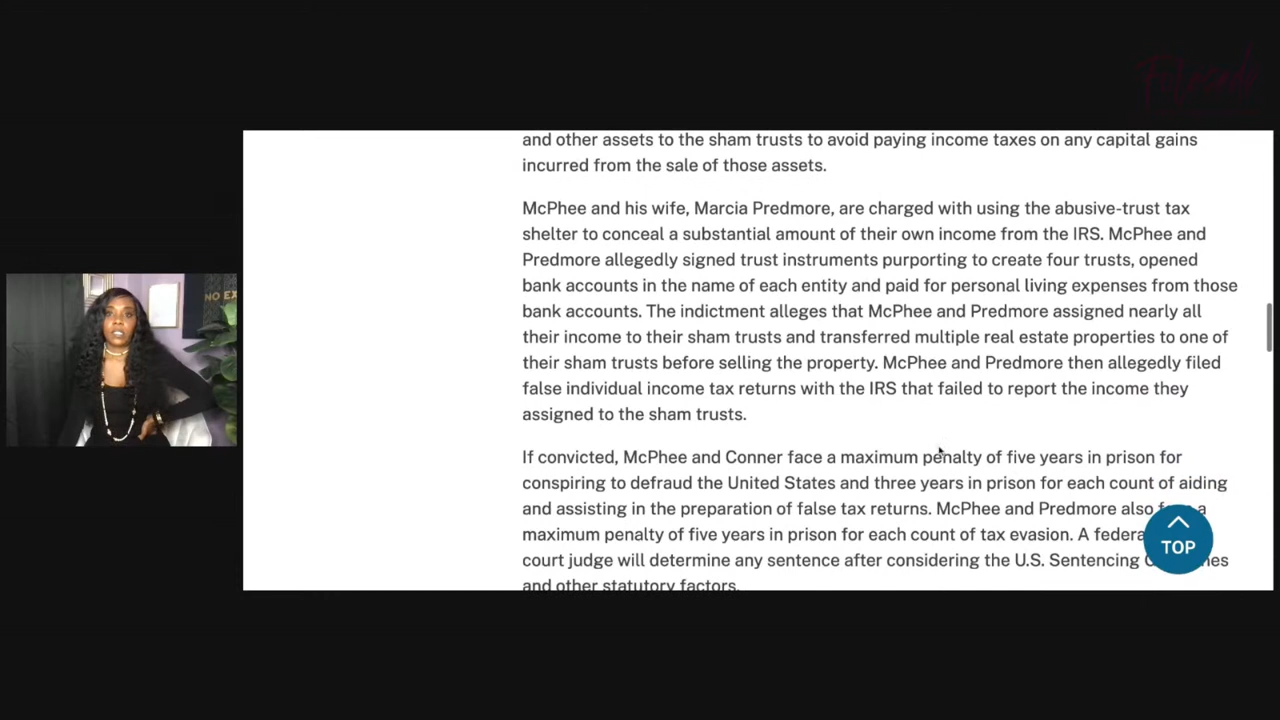 and other assets to the sham trusts to avoid paying income taxes on any capital gains
incurred from the sale of those assets.
McPhee and his wife, Marcia Predmore, are charged with using the abusive-trust tax
shelter to conceal a substantial amount of their own income from the IRS. McPhee and
Predmore allegedly signed trust instruments purporting to create four trusts, opened
bank accounts in the name of each entity and paid for personal living expenses from those
bank accounts. The indictment alleges that McPhee and Predmore assigned nearly all
their income to their sham trusts and transferred multiple real estate properties to one of
their sham trusts before selling the property. McPhee and Predmore then allegedly filed
false individual income tax returns with the IRS that failed to report the income they
assigned to the sham trusts.
If convicted, McPhee and Conner face a maximum penalty of five years in prison for
conspiring to defraud the United States and three years in prison for each count of aiding
and assisting in the preparation of false tax returns. McPhee and Predmore also a
maximum penalty of five years in prison for each count of tax evasion. A
court judge will determine any sentence after considering the U.S. Sentencing
and other statutory factors.
TOP
NO